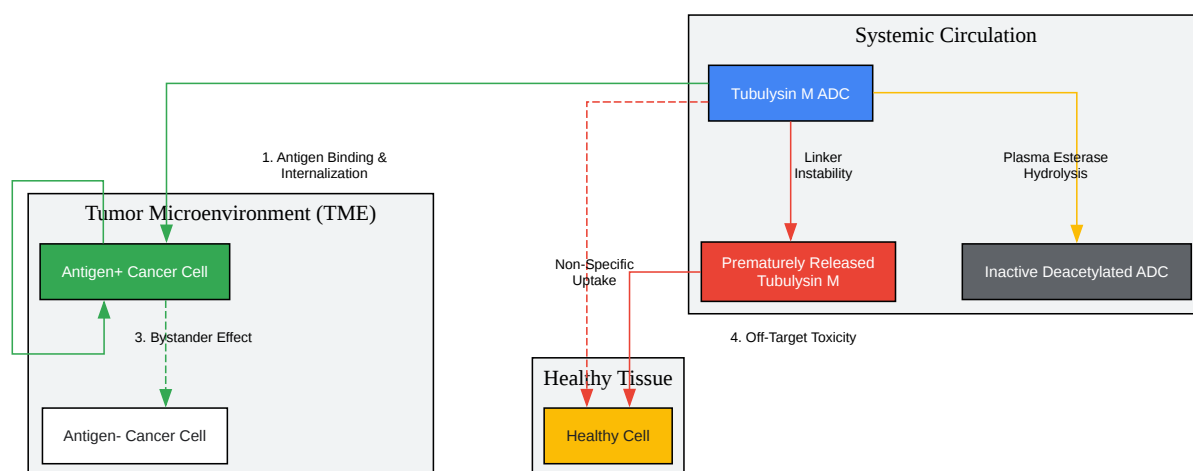 Systemic Circulation
Tubulysin M ADC
1. Antigen Binding &
Internalization
Linker
Instability
Plasma Esterase
Hydrolysis
Tumor Microenvironment (TME)
Antigen+ Cancer Cell
Non-Specific
Uptake
Prematurely Released
Tubulysin M
Inactive Deacetylated ADC
3. Bystander Effect
4. Off-Target Toxicity
Healthy Tissue
Antigen- Cancer Cell
Healthy Cell